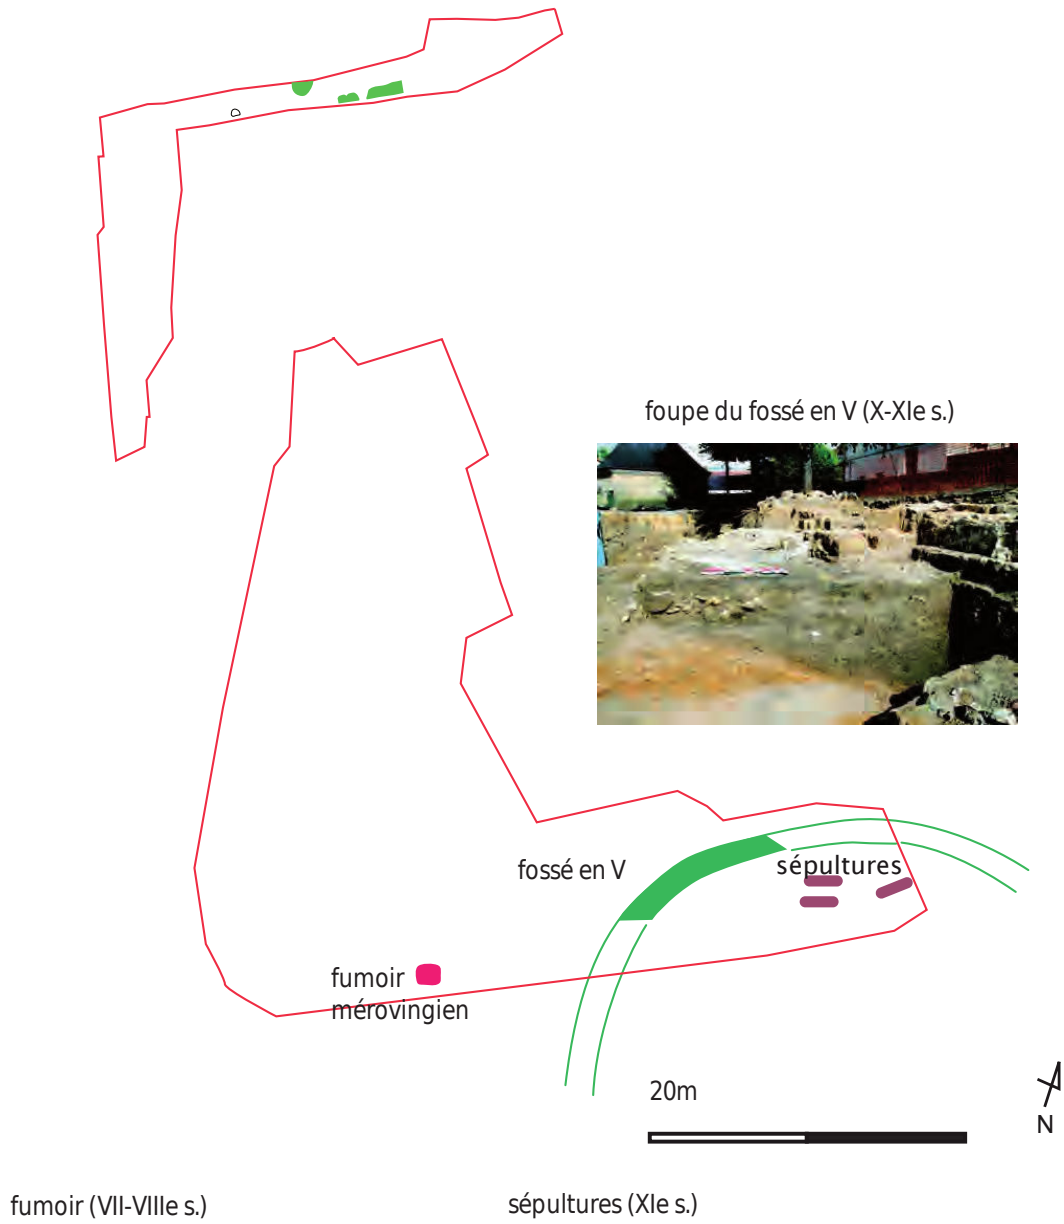 foupe du fossé en V (X-XIe s.)
fossé en V
sépultures
fumoir
mérovingien
20m
N
fumoir (VII-VIIIe s.)
sépultures (XIe s.)